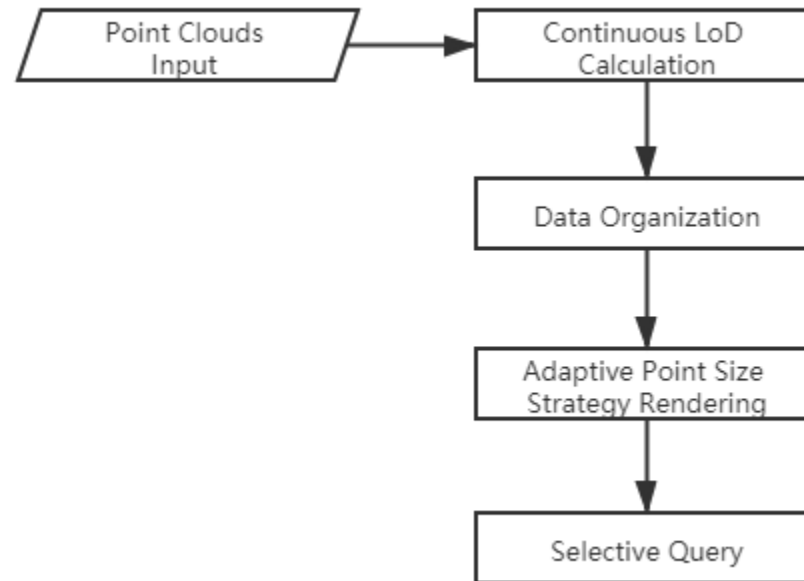 Point Clouds
Input
Continuous LoD
Calculation
Data Organization
Adaptive Point Size
Strategy Rendering
Selective Query